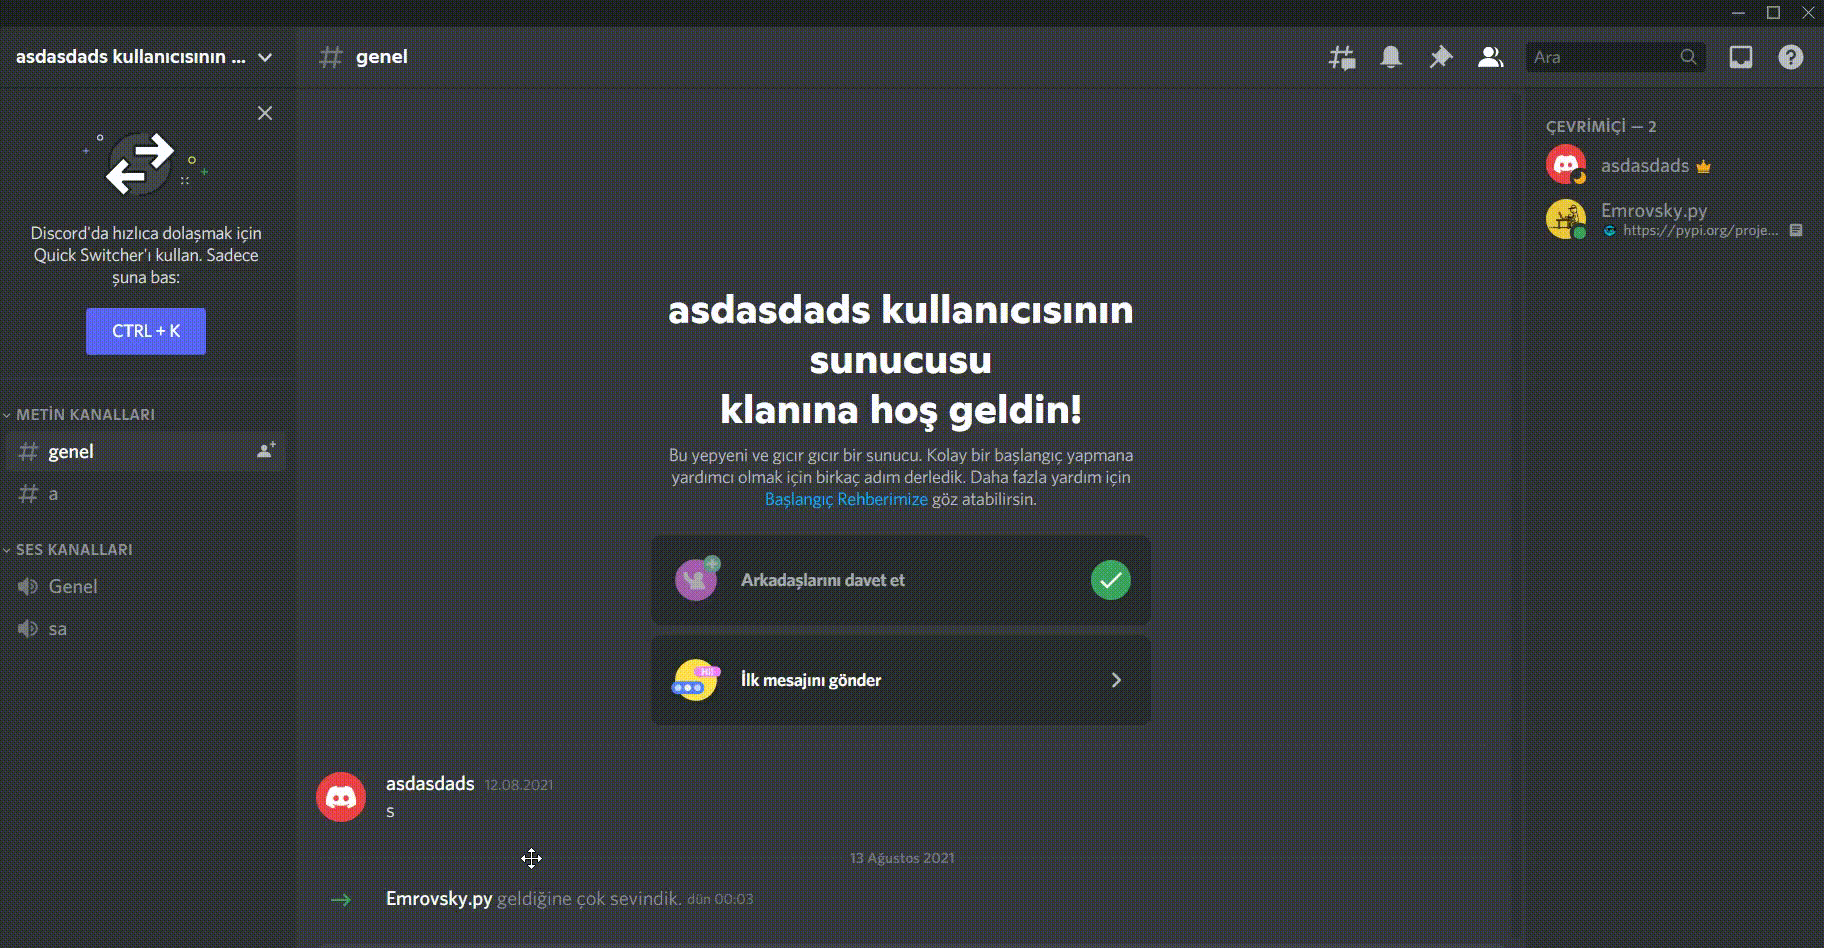 asdasdads kullanıcısının ...
genel
Ara
Discord'da hızlıca dolaşmak için
Quick Switcher'ı kullan. Sadece
şuna bas:
CTRL + K
METİN KANALLARI
genel
a
SES KANALLARI
Genel
sa
asdasdads kullanıcısının
sunucusu
klanına hoş geldin!
Bu yepyeni ve gıcır gıcır bir sunucu. Kolay bir başlangıç yapmana
yardımcı olmak için birkaç adım derledik. Daha fazla yardım için
Başlangıç Rehberimize göz atabilirsin.
Arkadaşlarını davet et
İlk mesajını gönder
asdasdads 12.08.2021
s
13 Ağustos 2021
Emrovsky.py geldiğine çok sevindik. dün 00:03
ÇEVRİMİÇİ — 2
asdasdads
Emrovsky.py
https://pypi.org/proje...